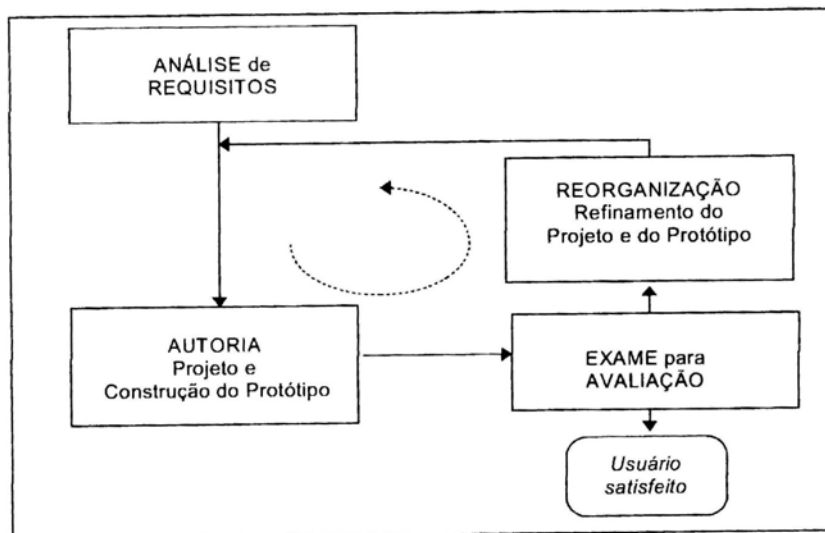 ANÁLISE de
REQUISITOS
REORGANIZAÇÃO
Refinamento do
Projeto e do Protótipo
AUTORIA
Projeto e
Construção do Protótipo
EXAME para
AVALIAÇÃO
Usuário
satisfeito